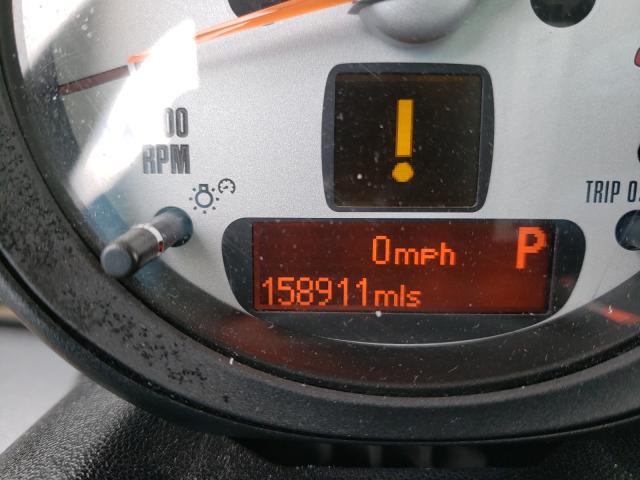 00
RPM
!
TRIP
0mph P
158911mls